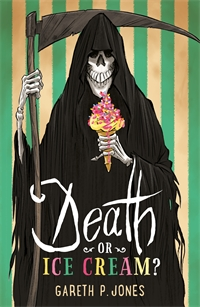 Death
OR
ICE CREAM?
GARETH P. JONES